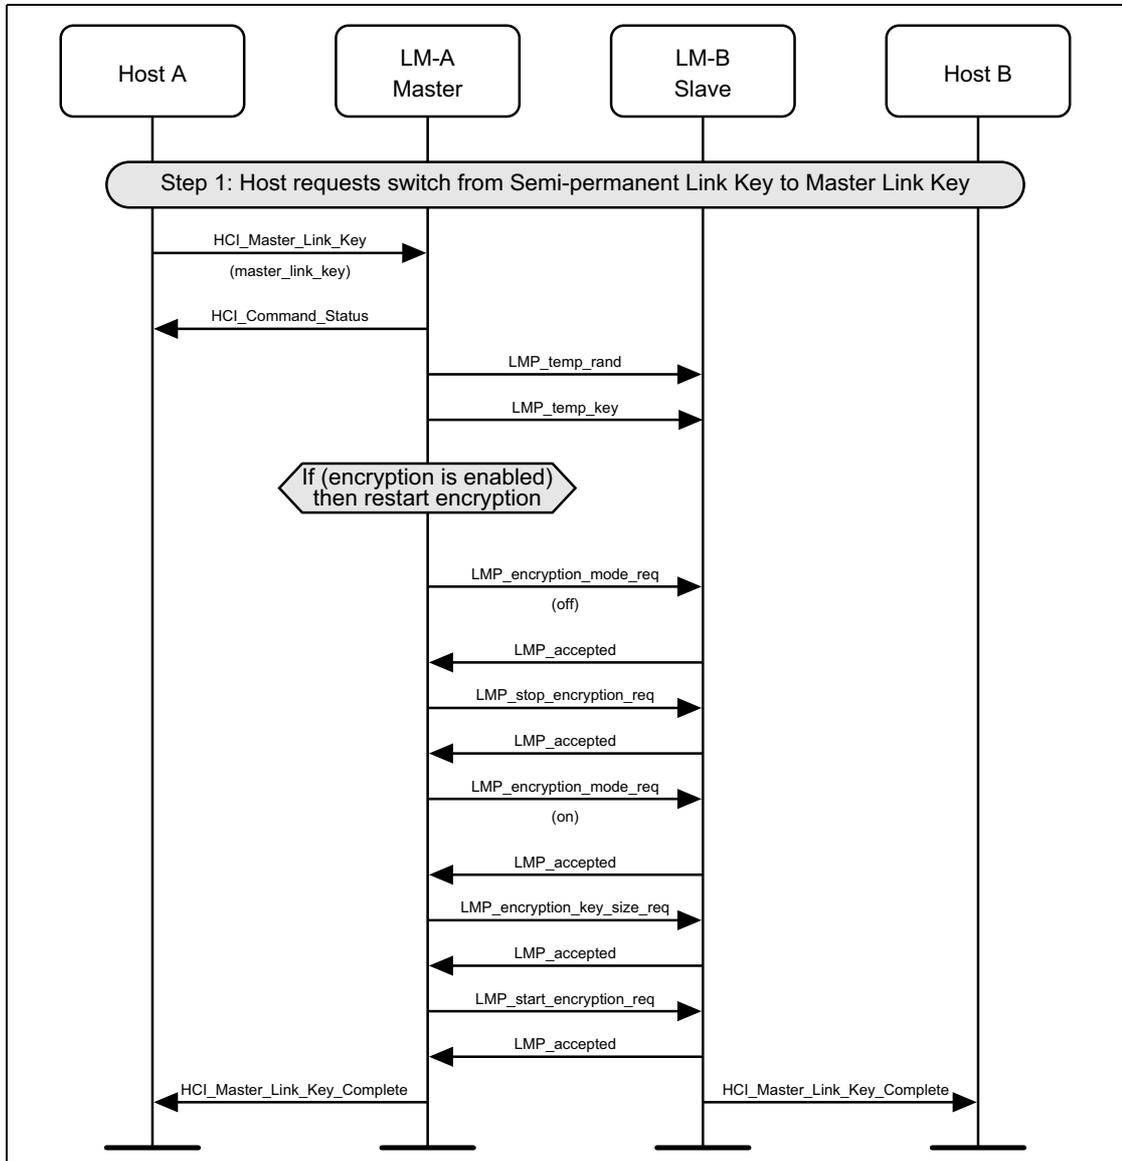 Host A
LM-A
Master
LM-B
Slave
Host B
Step 1: Host requests switch from Semi-permanent Link Key to Master Link Key
HCI_Master_Link_Key
(master_link_key)
HCI_Command_Status
LMP_temp_rand
LMP_temp_key
If (encryption is enabled)
then restart encryption
LMP_encryption_mode_req
(off)
LMP_accepted
LMP_stop_encryption_req
LMP_accepted
LMP_encryption_mode_req
(on)
LMP_accepted
LMP_encryption_key_size_req
LMP_accepted
LMP_start_encryption_req
LMP_accepted
HCI_Master_Link_Key_Complete
HCI_Master_Link_Key_Complete